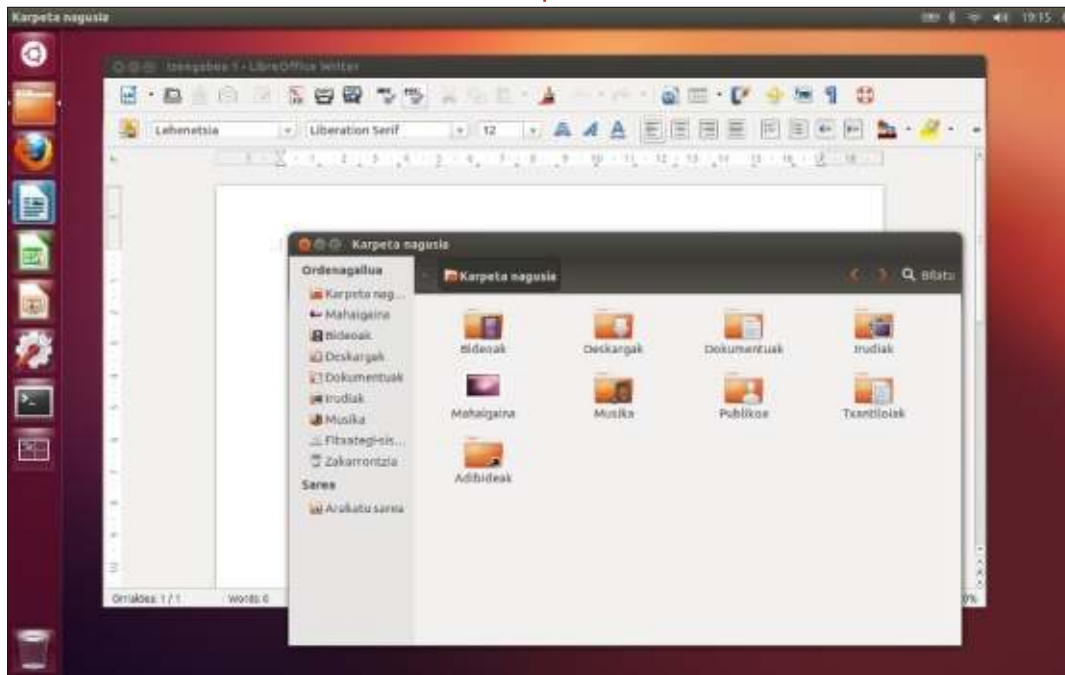 Karpeta nagusia
19:15
Izengabea 1 - LibreOffice Writer
Lehenetsia
Liberation Serif
12
Karpeta nagusia
Ordenagailua
Karpeta nag...
Mahaigaina
Bideoak
Deskargak
Dokumentuak
Irudiak
Musika
Fitxategi-sis...
Zakarrontzia
Sarea
Arakatu sarea
Karpeta nagusia
Bilatu
Bideoak
Deskargak
Dokumentuak
Irudiak
Mahaigaina
Musika
Publikoa
Txantiloiak
Adibideak
Orrialdea: 1 / 1
Words: 0